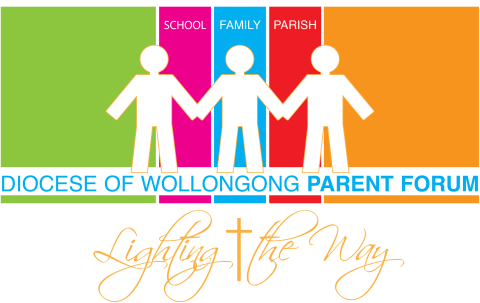 SCHOOL FAMILY PARISH
DIOCESE OF WOLLONGONG PARENT FORUM
Lighting the Way